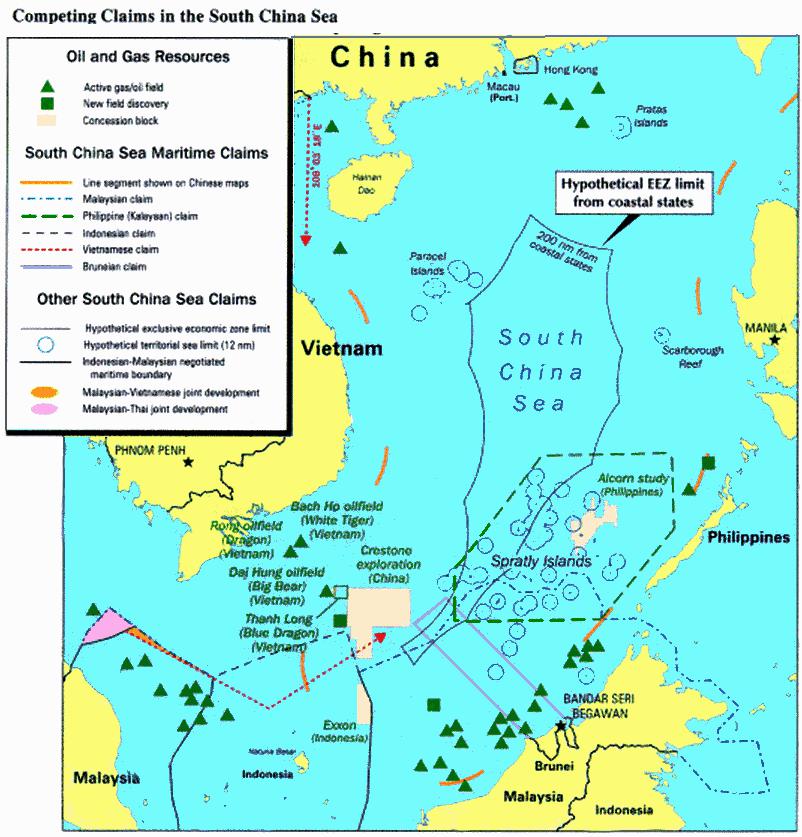 Competing Claims in the South China Sea
Oil and Gas Resources
Active gas/oil field
New field discovery
Concession block
South China Sea Maritime Claims
Line segment shown on Chinese maps
Malaysian claim
Philippine (Kalayaan) claim
Indonesian claim
Vietnamese claim
Bruneian claim
Other South China Sea Claims
Hypothetical exclusive economic zone limit
Hypothetical territorial sea limit (12 nm)
Indonesian-Malaysian negotiated
maritime boundary
Malaysian-Vietnamese joint development
Malaysian-Thai joint development
China
Macau
(Port.)
Hong Kong
Pratas
Islands
108° 03' 18" E
Hainan
Dao
Hypothetical EEZ limit
from coastal states
200 nm from
coastal states
Paracel
Islands
Vietnam
South
China
Sea
MANILA
Scarborough
Reef
PHNOM PENH
Alcorn study
(Philippines)
Bach Ho oilfield
(White Tiger)
(Vietnam)
Rong oilfield
(Dragon)
(Vietnam)
Crestone
exploration
(China)
Spratly Islands
Philippines
Dai Hung oilfield
(Big Bear)
(Vietnam)
Thanh Long
(Blue Dragon)
(Vietnam)
BANDAR SERI
BEGAWAN
Exxon
(Indonesia)
Natuna Besar
Indonesia
Malaysia
Brunei
Malaysia
Indonesia